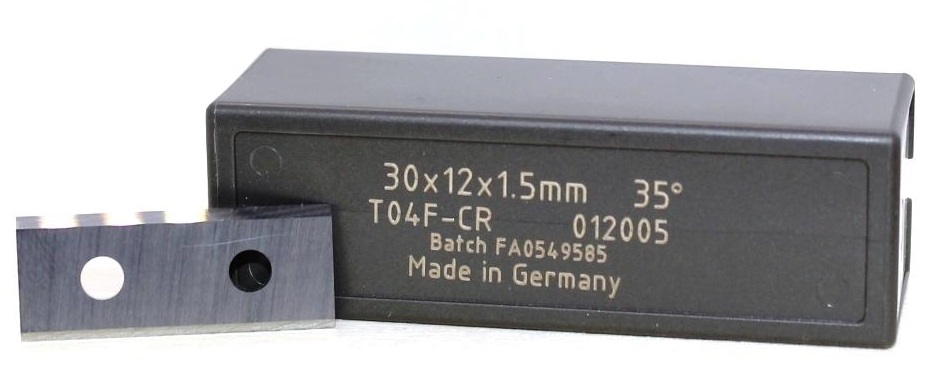 30x12x1.5mm 35°
T04F-CR 012005
Batch FA0549585
Made in Germany